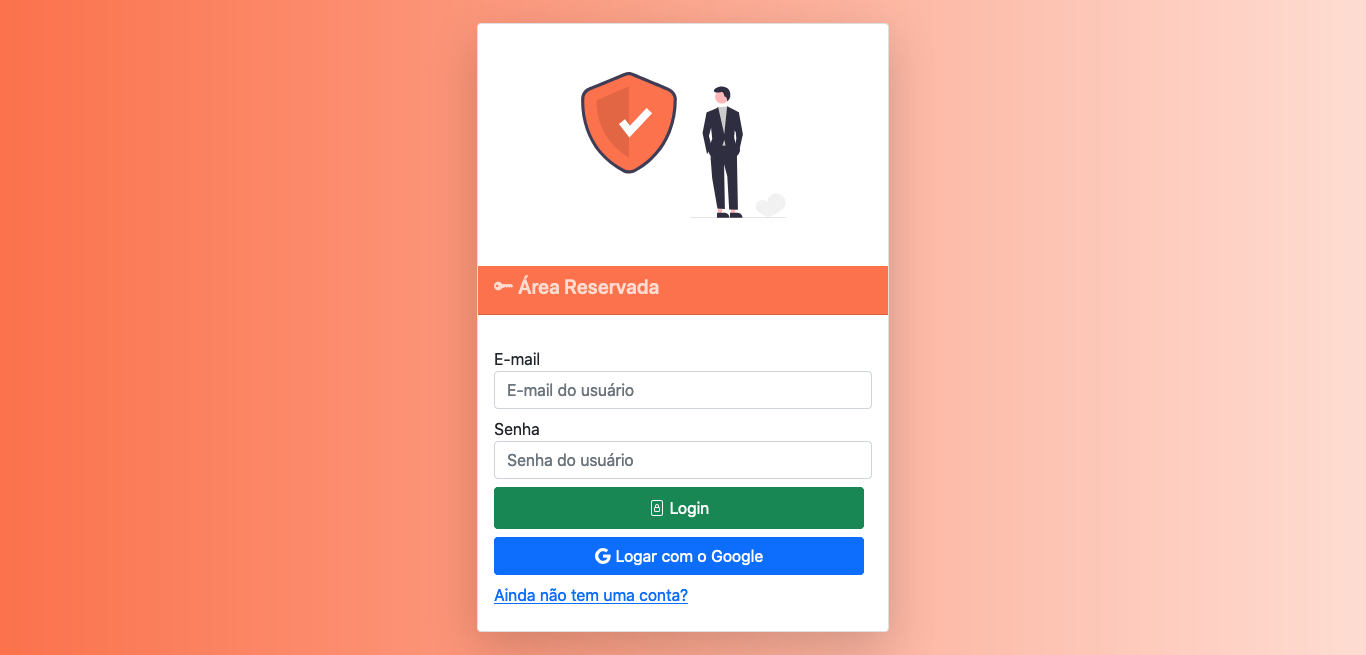 Área Reservada
E-mail
E-mail do usuário
Senha
Senha do usuário
Login
Logar com o Google
Ainda não tem uma conta?